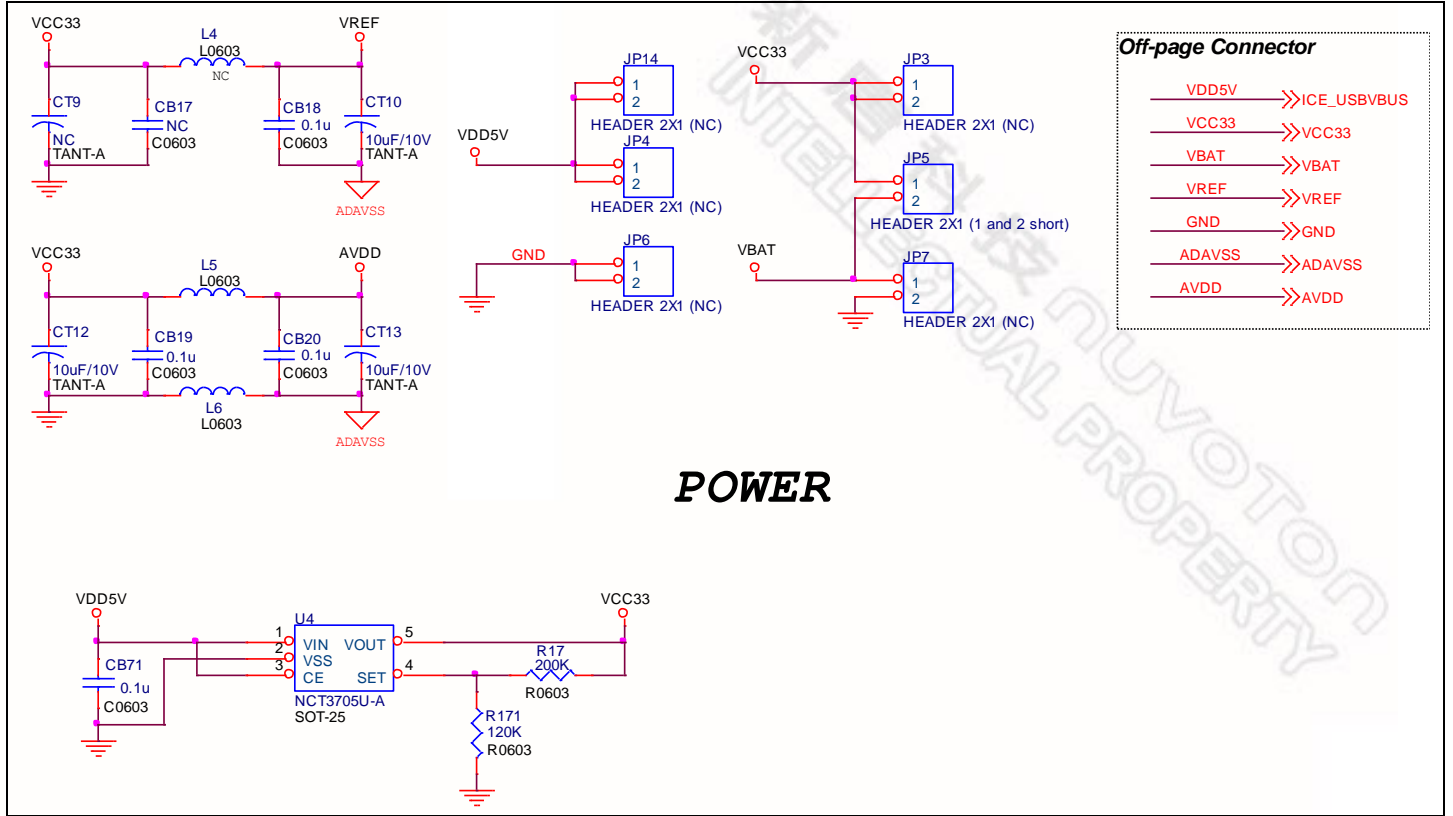 VCC33
L4
L0603
NC
VREF
CT9
NC
TANT-A
CB17
NC
C0603
CB18
0.1u
C0603
CT10
10uF/10V
TANT-A
ADAVSS
VCC33
L5
L0603
AVDD
CT12
10uF/10V
TANT-A
CB19
0.1u
C0603
CB20
0.1u
C0603
CT13
10uF/10V
TANT-A
L6
L0603
ADAVSS
VDD5V
JP14
1
2
HEADER 2X1 (NC)
JP4
1
2
HEADER 2X1 (NC)
GND
JP6
1
2
HEADER 2X1 (NC)
VCC33
JP3
1
2
HEADER 2X1 (NC)
JP5
1
2
HEADER 2X1 (1 and 2 short)
VBAT
JP7
1
2
HEADER 2X1 (NC)
Off-page Connector
VDD5V ICE_USBVBUS
VCC33 VCC33
VBAT VBAT
VREF VREF
GND GND
ADAVSS ADAVSS
AVDD AVDD
POWER
VDD5V
CB71
0.1u
C0603
U4
1 VIN VOUT 5
2 VSS
3 CE SET 4
NCT3705U-A
SOT-25
VCC33
R17
200K
R0603
R171
120K
R0603
新唐科技 nuvoTon
INTELLECTUAL PROPERTY